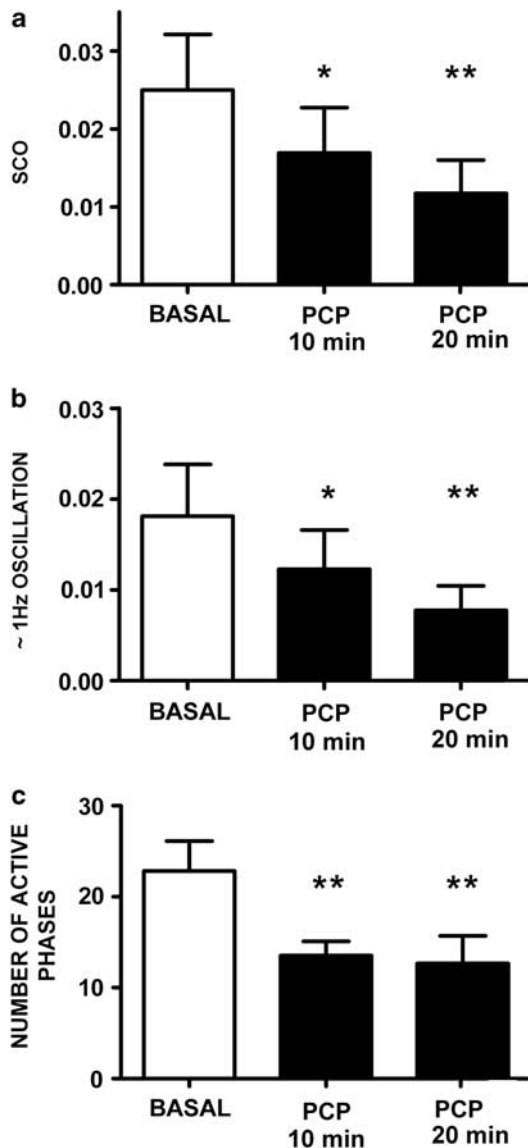 a
SCO
0.03
0.02
0.01
0.00
* **
BASAL PCP PCP
10 min 20 min
b
~ 1Hz OSCILLATION
0.03
0.02
0.01
0.00
* **
BASAL PCP PCP
10 min 20 min
c
NUMBER OF ACTIVE
PHASES
30
20
10
0
** **
BASAL PCP PCP
10 min 20 min